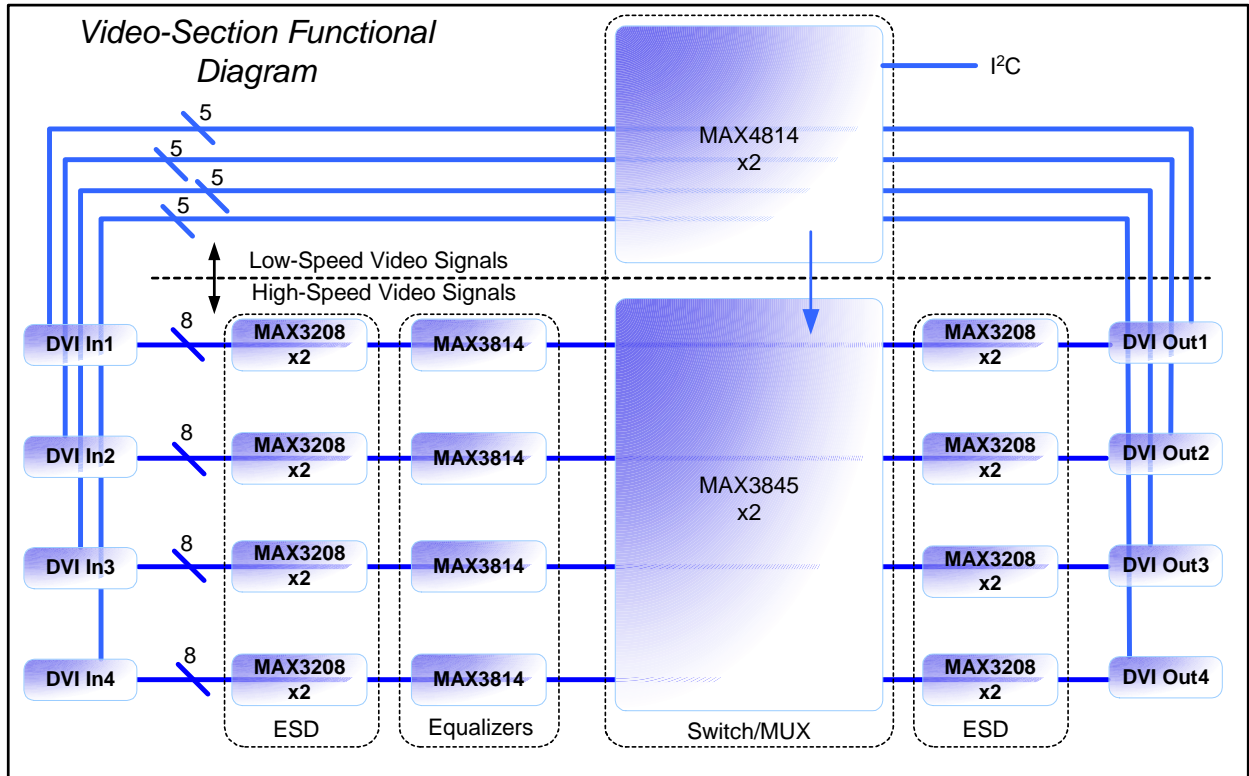 Video-Section Functional
Diagram
I²C
MAX4814
x2
5
5
5
5
Low-Speed Video Signals
High-Speed Video Signals
DVI In1
8
MAX3208
x2
MAX3814
MAX3208
x2
DVI Out1
DVI In2
8
MAX3208
x2
MAX3814
MAX3845
x2
MAX3208
x2
DVI Out2
DVI In3
8
MAX3208
x2
MAX3814
MAX3208
x2
DVI Out3
DVI In4
8
MAX3208
x2
MAX3814
MAX3208
x2
DVI Out4
ESD
Equalizers
Switch/MUX
ESD